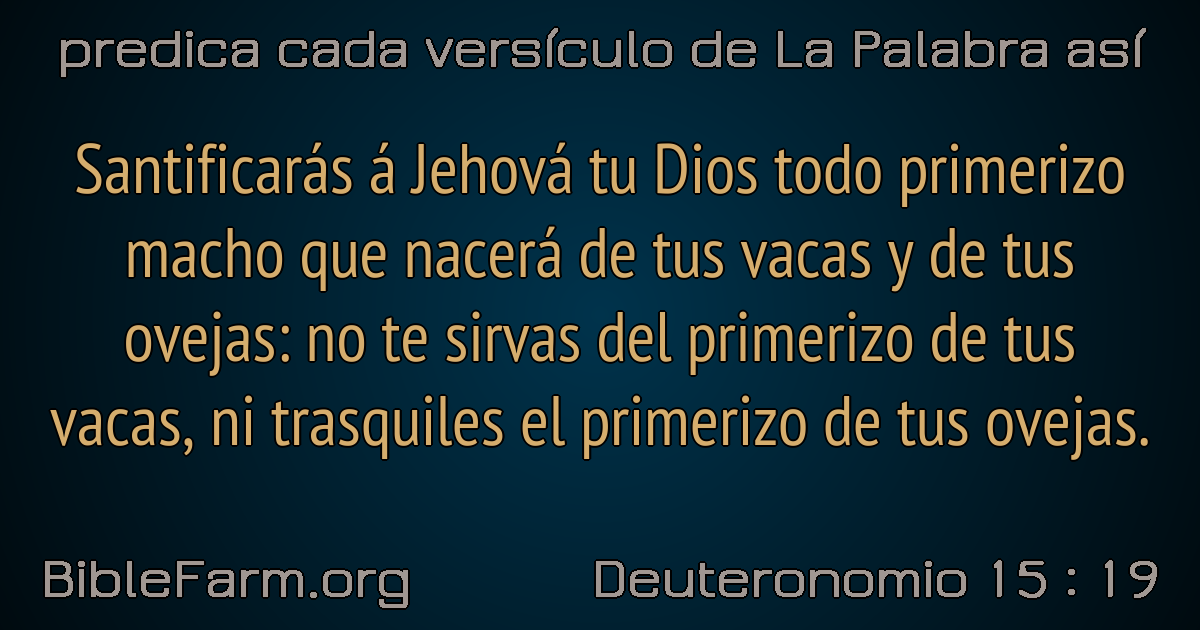 predica cada versículo de La Palabra así
Santificarás á Jehová tu Dios todo primerizo
macho que nacerá de tus vacas y de tus
ovejas: no te sirvas del primerizo de tus
vacas, ni trasquiles el primerizo de tus ovejas.
BibleFarm.org
Deuteronomio 15 : 19